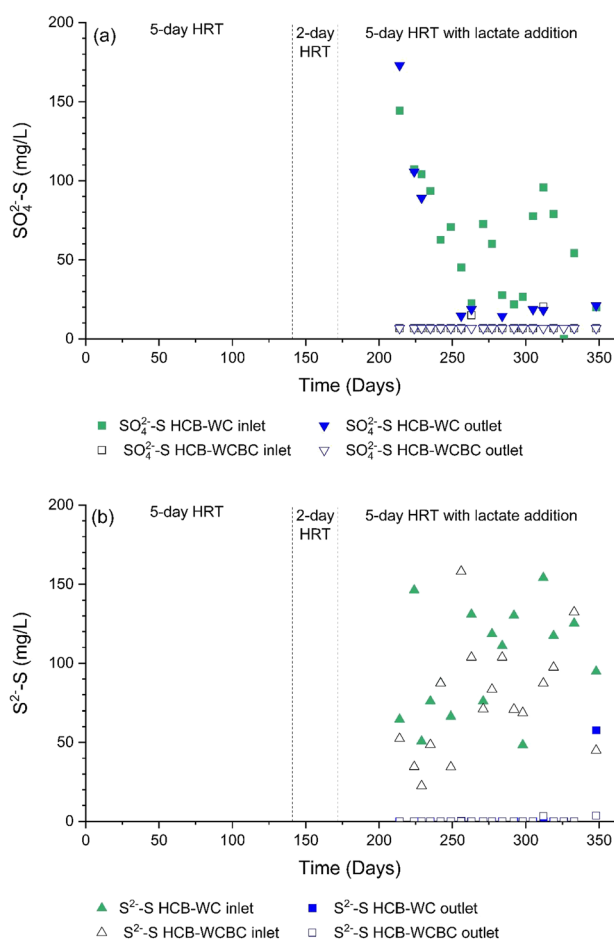 (a)
5-day HRT
2-day
HRT
5-day HRT with lactate addition
200
150
100
50
0
SO₄²⁻-S (mg/L)
0 50 100 150 200 250 300 350
Time (Days)
SO₄²⁻-S HCB-WC inlet SO₄²⁻-S HCB-WC outlet
SO₄²⁻-S HCB-WCBC inlet SO₄²⁻-S HCB-WCBC outlet
(b)
5-day HRT
2-day
HRT
5-day HRT with lactate addition
200
150
100
50
0
S²⁻-S (mg/L)
0 50 100 150 200 250 300 350
Time (Days)
S²⁻-S HCB-WC inlet S²⁻-S HCB-WC outlet
S²⁻-S HCB-WCBC inlet S²⁻-S HCB-WCBC outlet